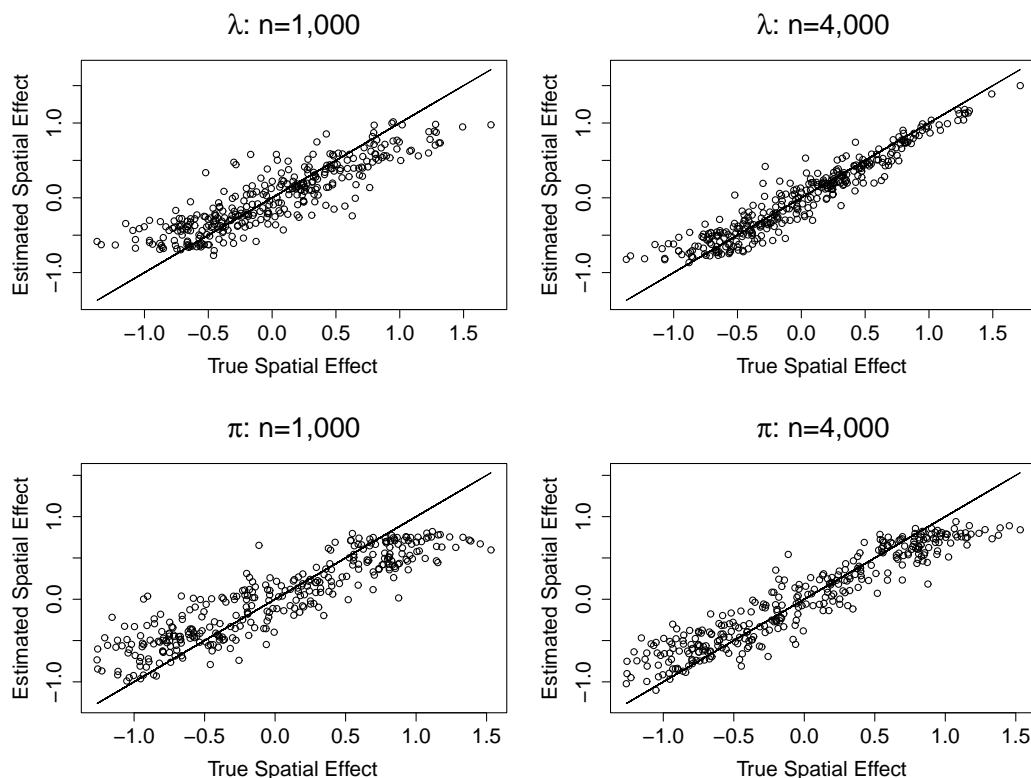 λ: n=1,000
Estimated Spatial Effect
1.0
0.0
−1.0
−1.0 −0.5 0.0 0.5 1.0 1.5
True Spatial Effect
λ: n=4,000
Estimated Spatial Effect
1.0
0.0
−1.0
−1.0 −0.5 0.0 0.5 1.0 1.5
True Spatial Effect
π: n=1,000
Estimated Spatial Effect
1.0
0.0
−1.0
−1.0 −0.5 0.0 0.5 1.0 1.5
True Spatial Effect
π: n=4,000
Estimated Spatial Effect
1.0
0.0
−1.0
−1.0 −0.5 0.0 0.5 1.0 1.5
True Spatial Effect